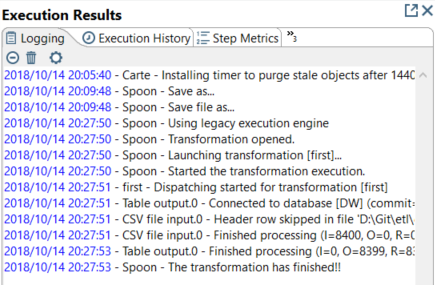 Execution Results
Logging Execution History Step Metrics »3
2018/10/14 20:05:40 - Carte - Installing timer to purge stale objects after 1440
2018/10/14 20:09:48 - Spoon - Save as...
2018/10/14 20:09:48 - Spoon - Save file as...
2018/10/14 20:27:50 - Spoon - Using legacy execution engine
2018/10/14 20:27:50 - Spoon - Transformation opened.
2018/10/14 20:27:50 - Spoon - Launching transformation [first]...
2018/10/14 20:27:50 - Spoon - Started the transformation execution.
2018/10/14 20:27:51 - first - Dispatching started for transformation [first]
2018/10/14 20:27:51 - Table output.0 - Connected to database [DW] (commit=
2018/10/14 20:27:51 - CSV file input.0 - Header row skipped in file 'D:\Git\etl\
2018/10/14 20:27:51 - CSV file input.0 - Finished processing (I=8400, O=0, R=0
2018/10/14 20:27:53 - Table output.0 - Finished processing (I=0, O=8399, R=8
2018/10/14 20:27:53 - Spoon - The transformation has finished!!